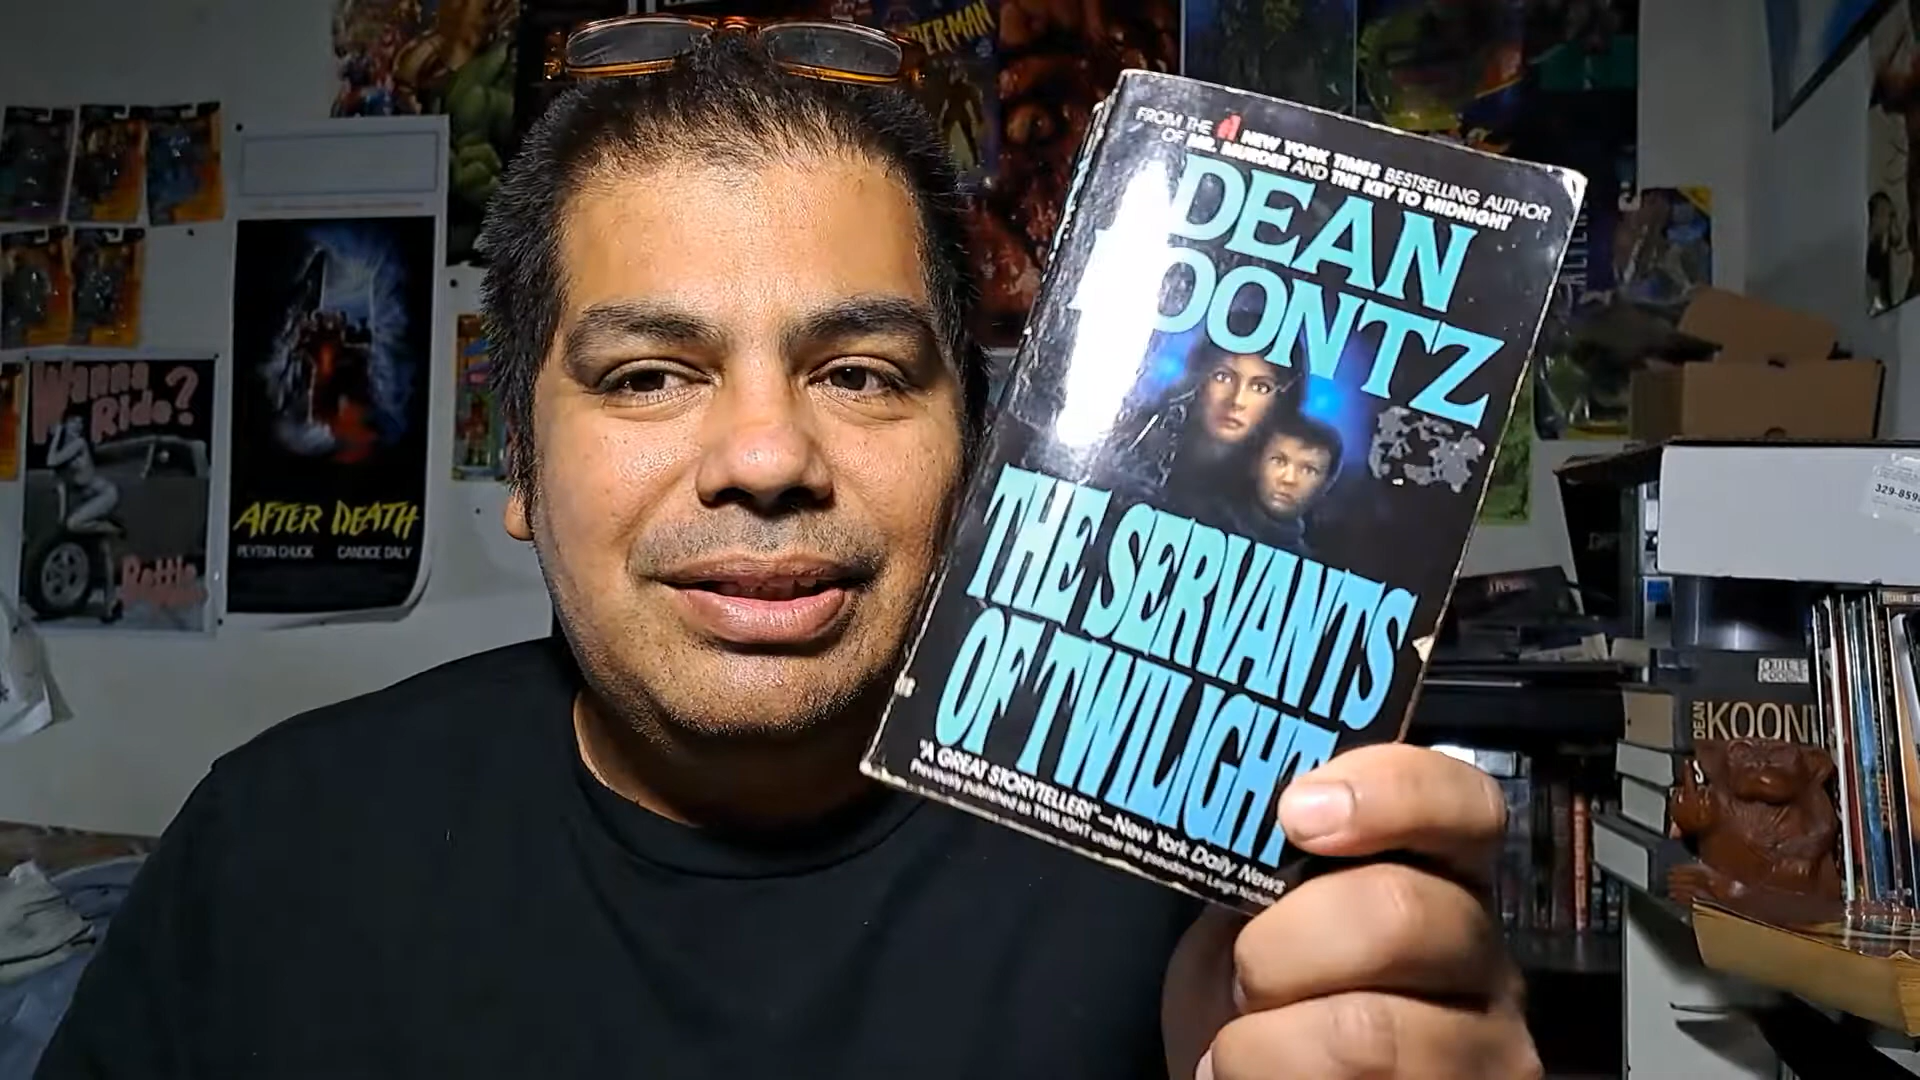 FROM THE #1 NEW YORK TIMES BESTSELLING AUTHOR
OF MR. MURDER AND THE KEY TO MIDNIGHT
DEAN
KOONTZ
THE SERVANTS
OF TWILIGHT
"A GREAT STORYTELLER!"—New York Daily News
Previously published as TWILIGHT under the pseudonym Leigh Nichols
DER-MAN
Wanna
Ride?
AFTER DEATH
PEYTON CHUCK CANDICE DALY
329-859
DEAN
KOONT